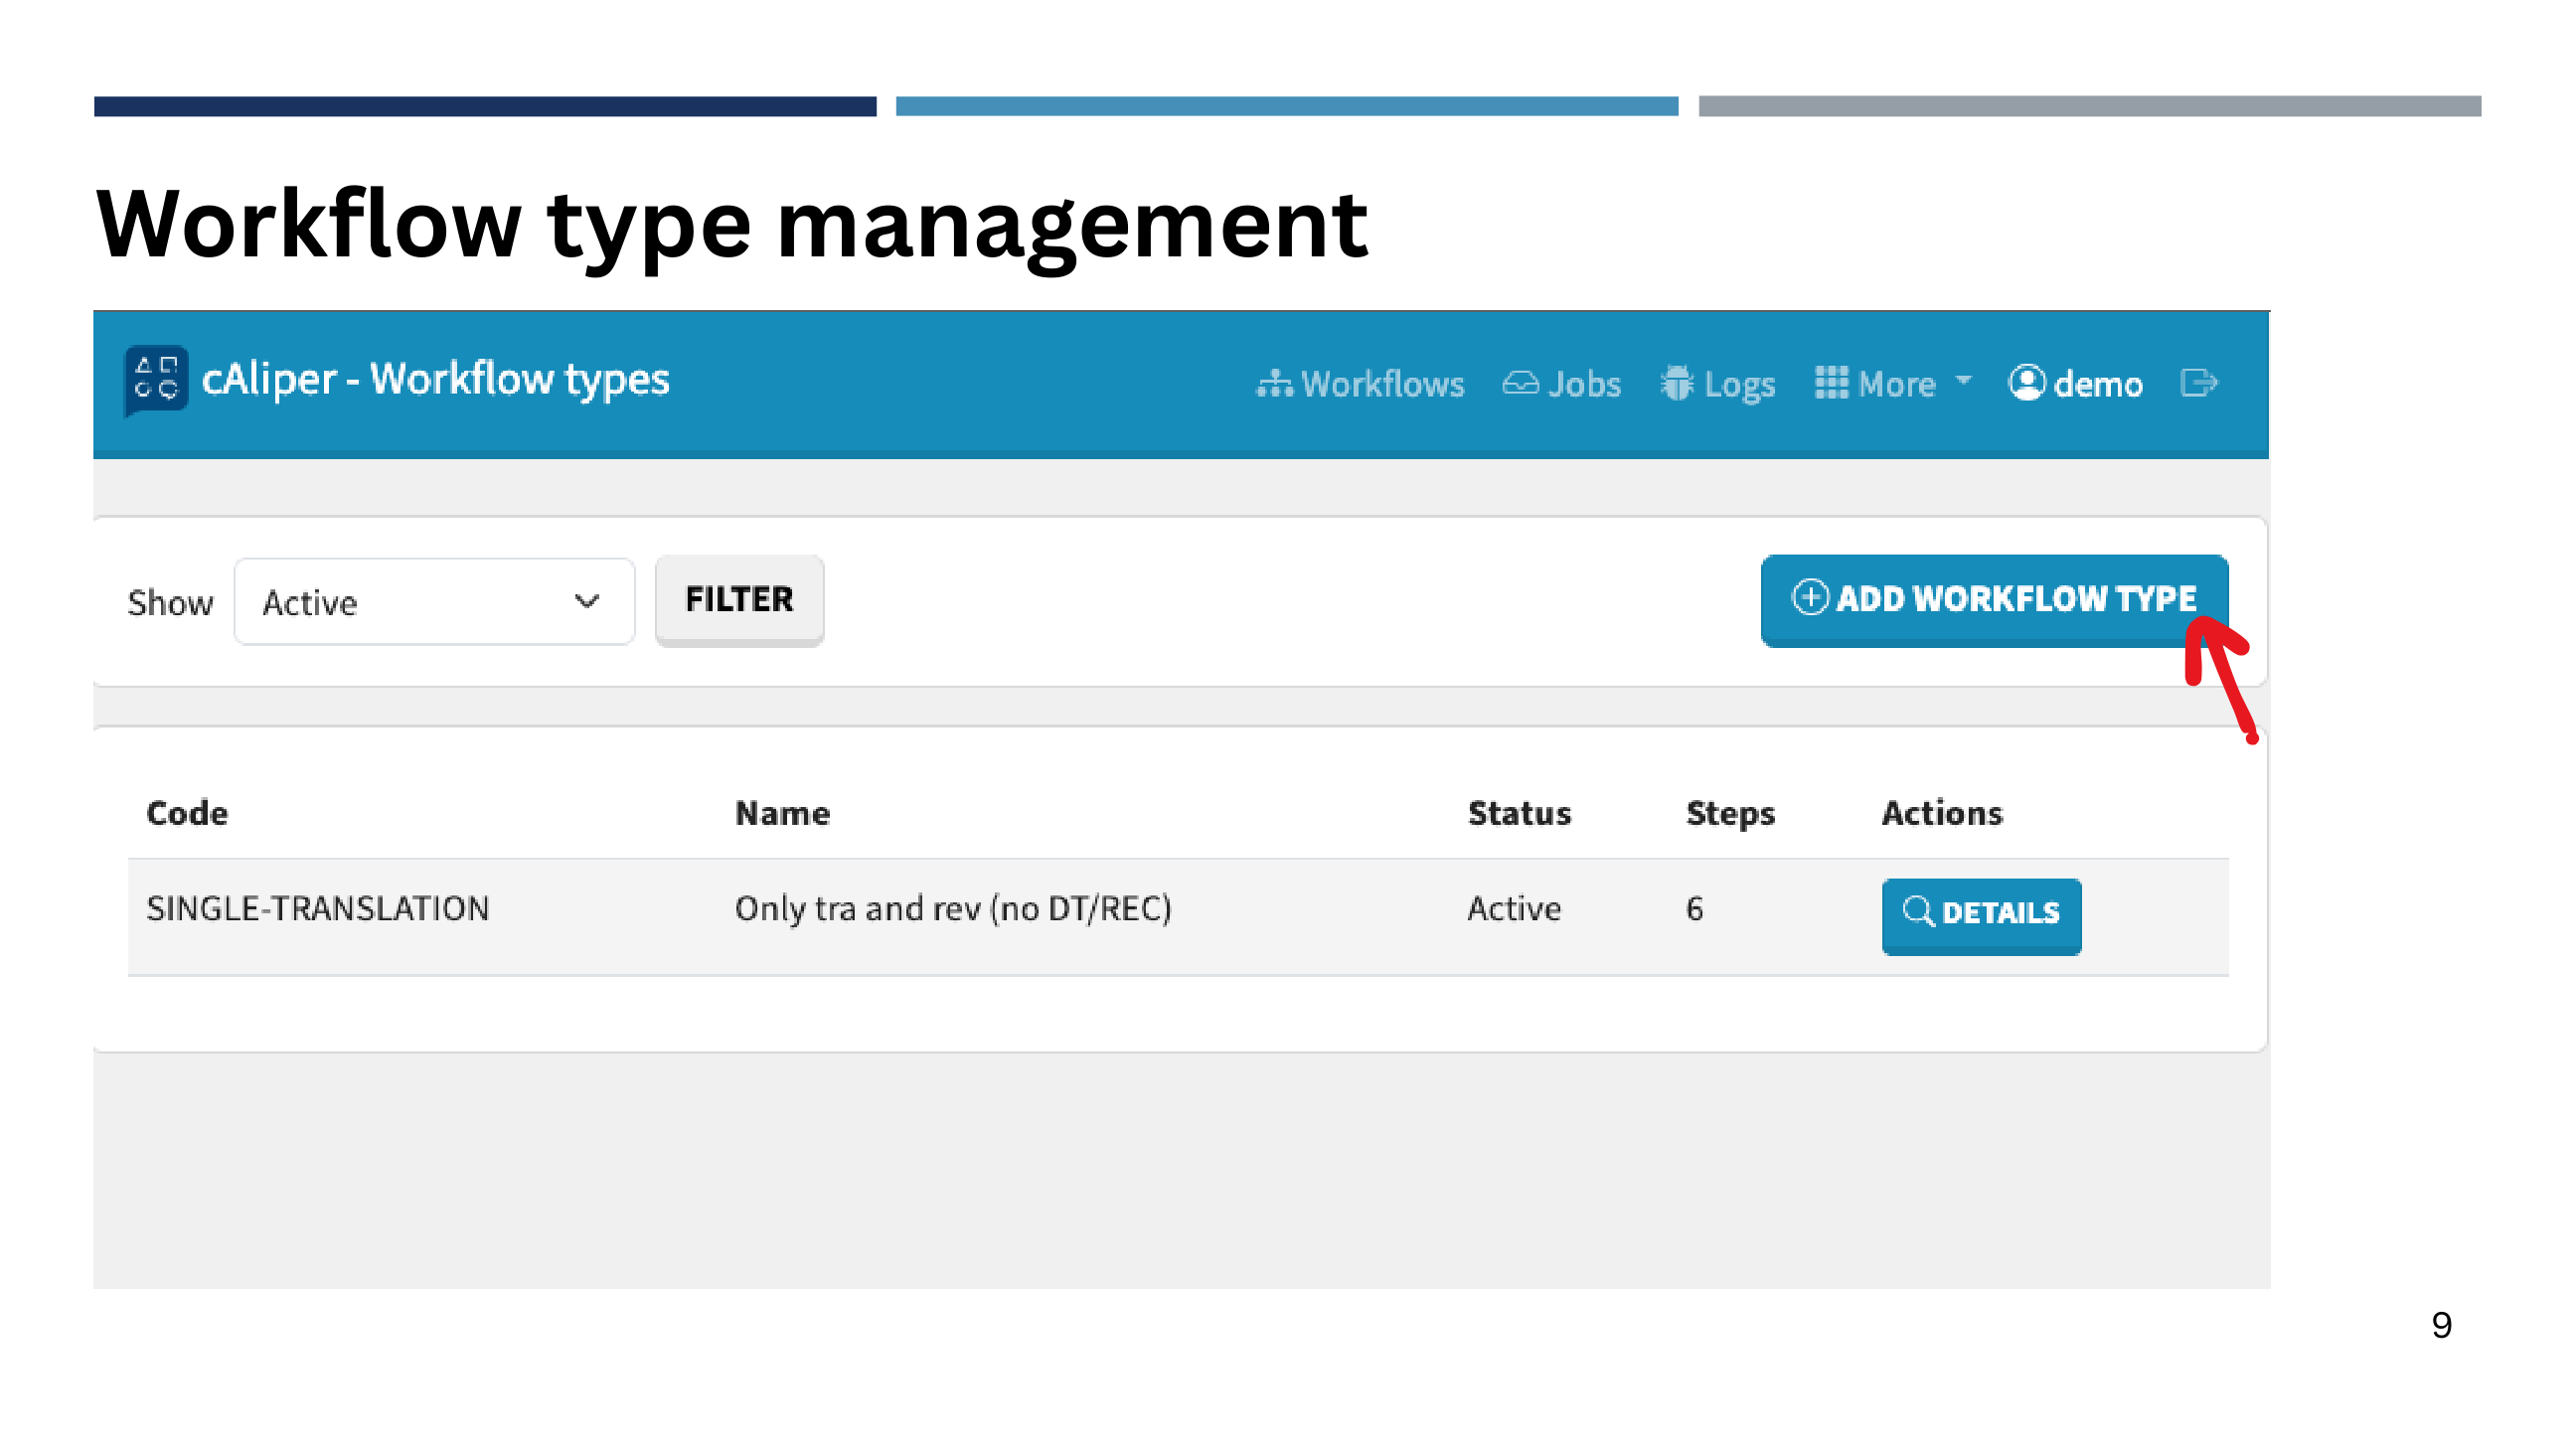 Workflow type management
cAliper - Workflow types
Workflows Jobs Logs More demo
Show Active FILTER ADD WORKFLOW TYPE
Code Name Status Steps Actions
SINGLE-TRANSLATION Only tra and rev (no DT/REC) Active 6 DETAILS
9